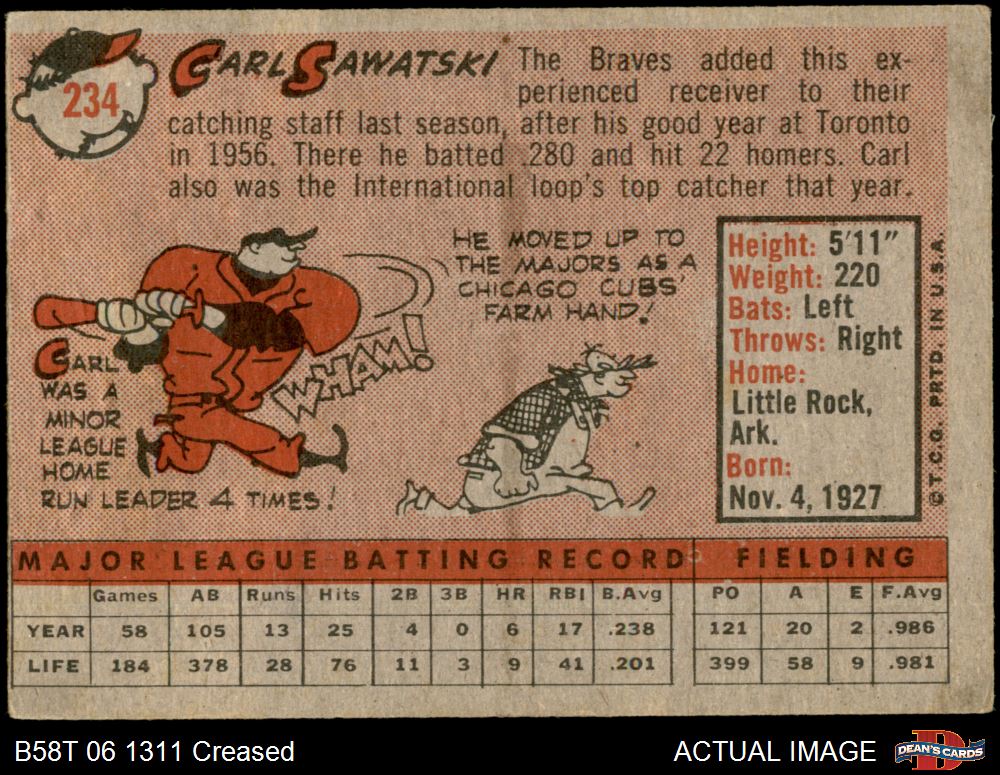 234
CARL SAWATSKI
The Braves added this ex-
perienced receiver to their
catching staff last season, after his good year at Toronto
in 1956. There he batted .280 and hit 22 homers. Carl
also was the International loop's top catcher that year.
CARL
WAS A
MINOR
LEAGUE
HOME
RUN LEADER 4 TIMES!
WHAM!
HE MOVED UP TO
THE MAJORS AS A
CHICAGO CUBS'
FARM HAND!
Height: 5'11"
Weight: 220
Bats: Left
Throws: Right
Home:
Little Rock,
Ark.
Born:
Nov. 4, 1927
© T.C.G. PRTD. IN U.S.A.
MAJOR LEAGUE BATTING RECORD FIELDING
Games AB Runs Hits 2B 3B HR RBI B.Avg PO A E F.Avg
YEAR 58 105 13 25 4 0 6 17 .238 121 20 2 .986
LIFE 184 378 28 76 11 3 9 41 .201 399 58 9 .981
B58T 06 1311 Creased
ACTUAL IMAGE
DEAN'S CARDS